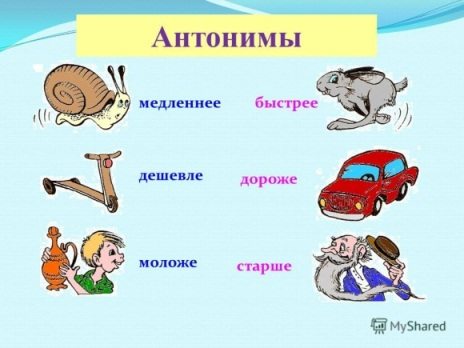 Антонимы
медленнее быстрее
дешевле дороже
моложе старше
MyShared